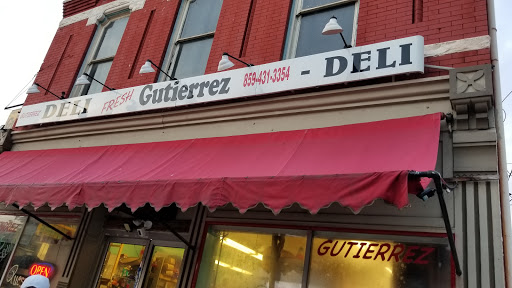 DELI FRESH Gutierrez 859-431-3354 - DELI
GUTIERREZ
OPEN